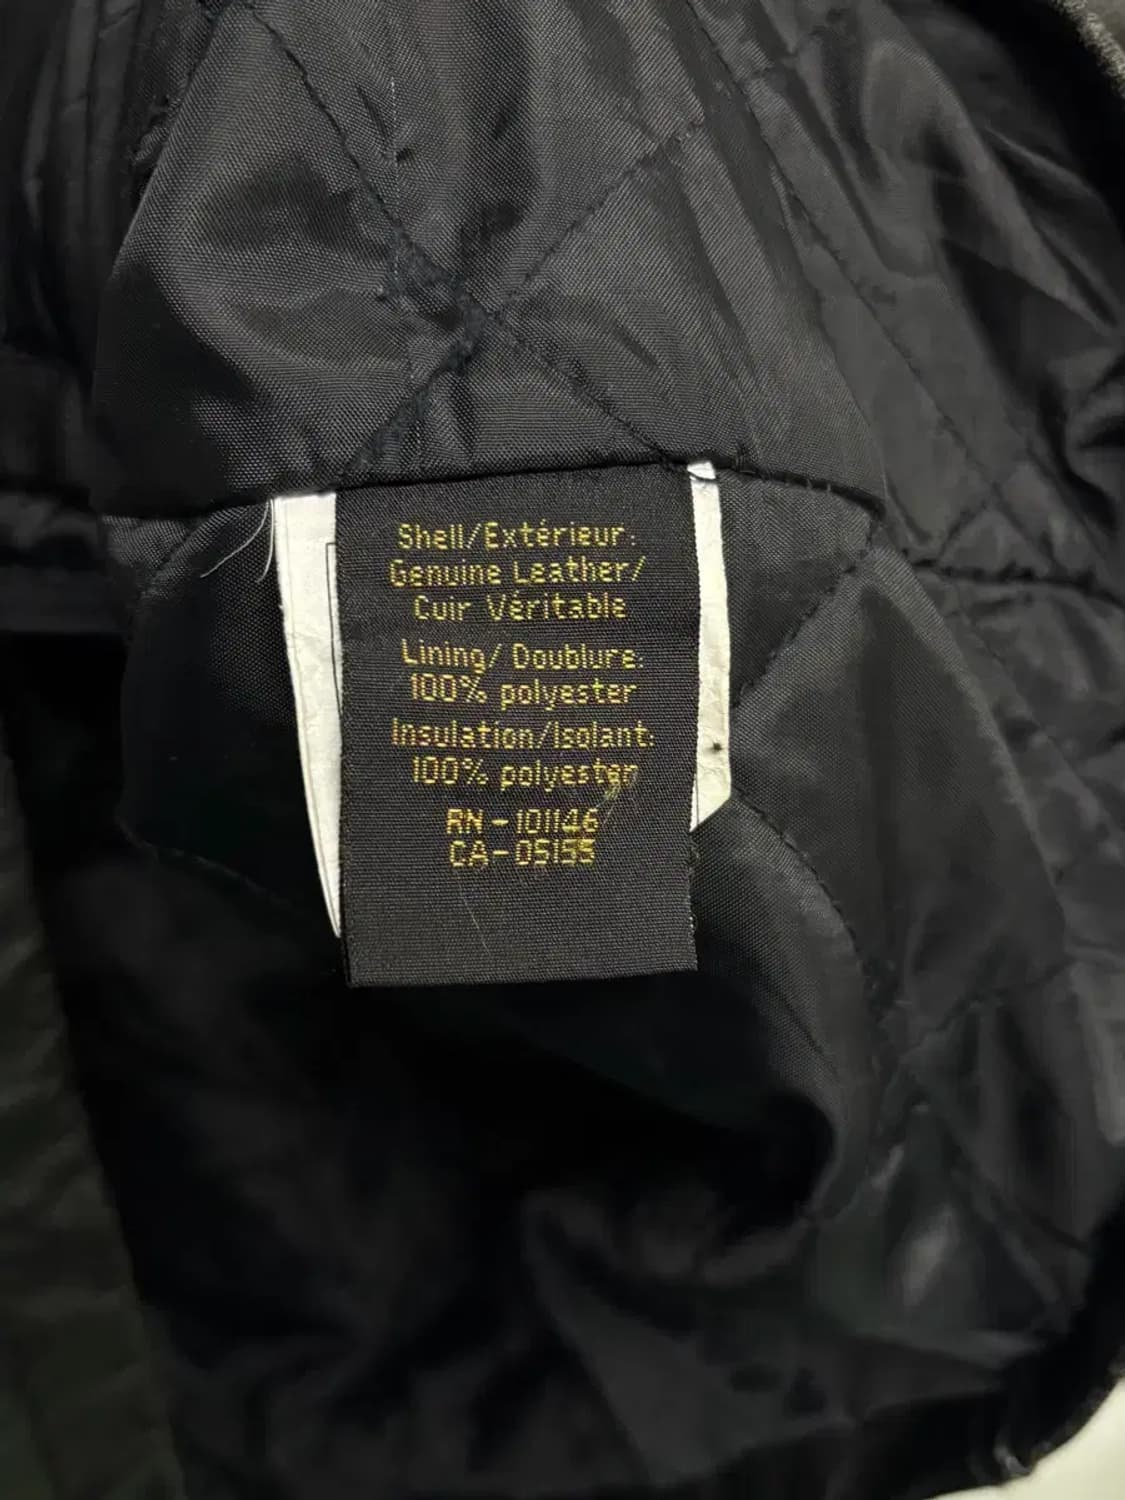 Shell/Extérieur:
Genuine Leather/
Cuir Véritable
Lining/ Doublure:
100% polyester
Insulation/Isolant:
100% polyester
RN-101146
CA-05155